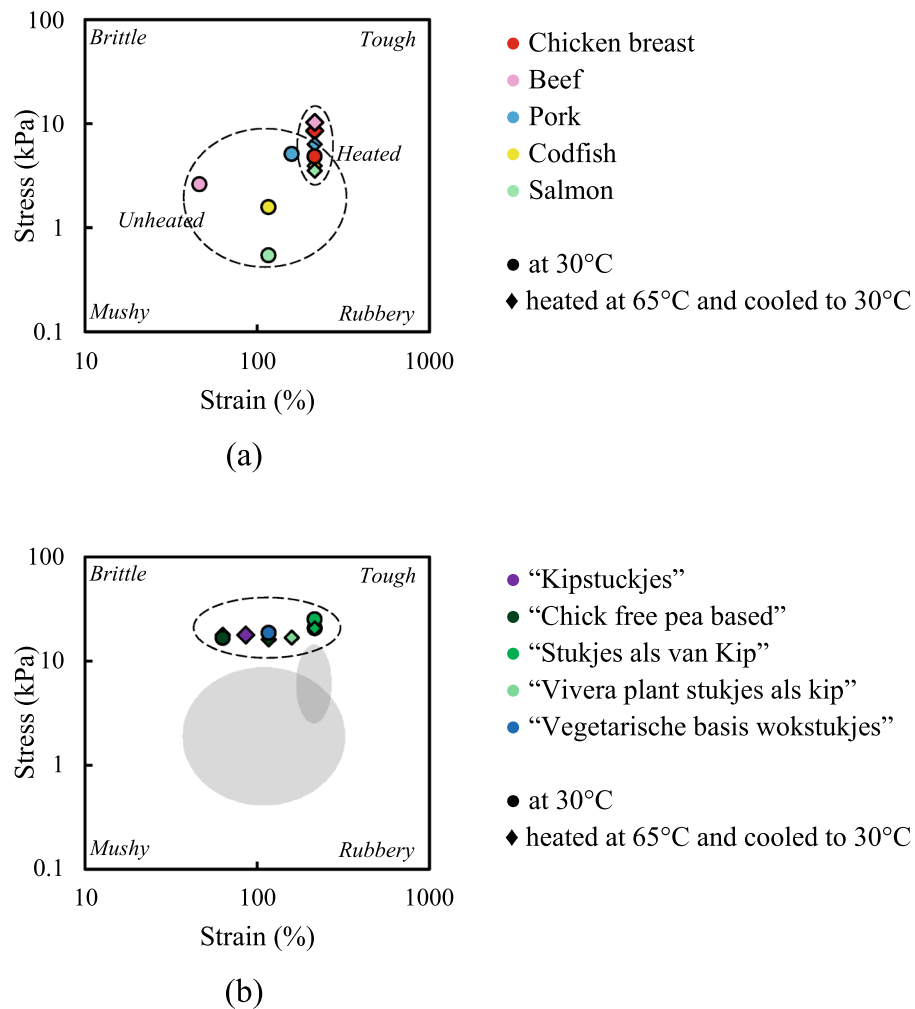 100
10
1
0.1
Stress (kPa)
Brittle
Tough
Heated
Unheated
Mushy
Rubbery
10
100
1000
Strain (%)
(a)
Chicken breast
Beef
Pork
Codfish
Salmon
at 30°C
heated at 65°C and cooled to 30°C
100
10
1
0.1
Stress (kPa)
Brittle
Tough
Mushy
Rubbery
10
100
1000
Strain (%)
(b)
“Kipstuckjes”
“Chick free pea based”
“Stukjes als van Kip”
“Vivera plant stukjes als kip”
“Vegetarische basis wokstukjes”
at 30°C
heated at 65°C and cooled to 30°C